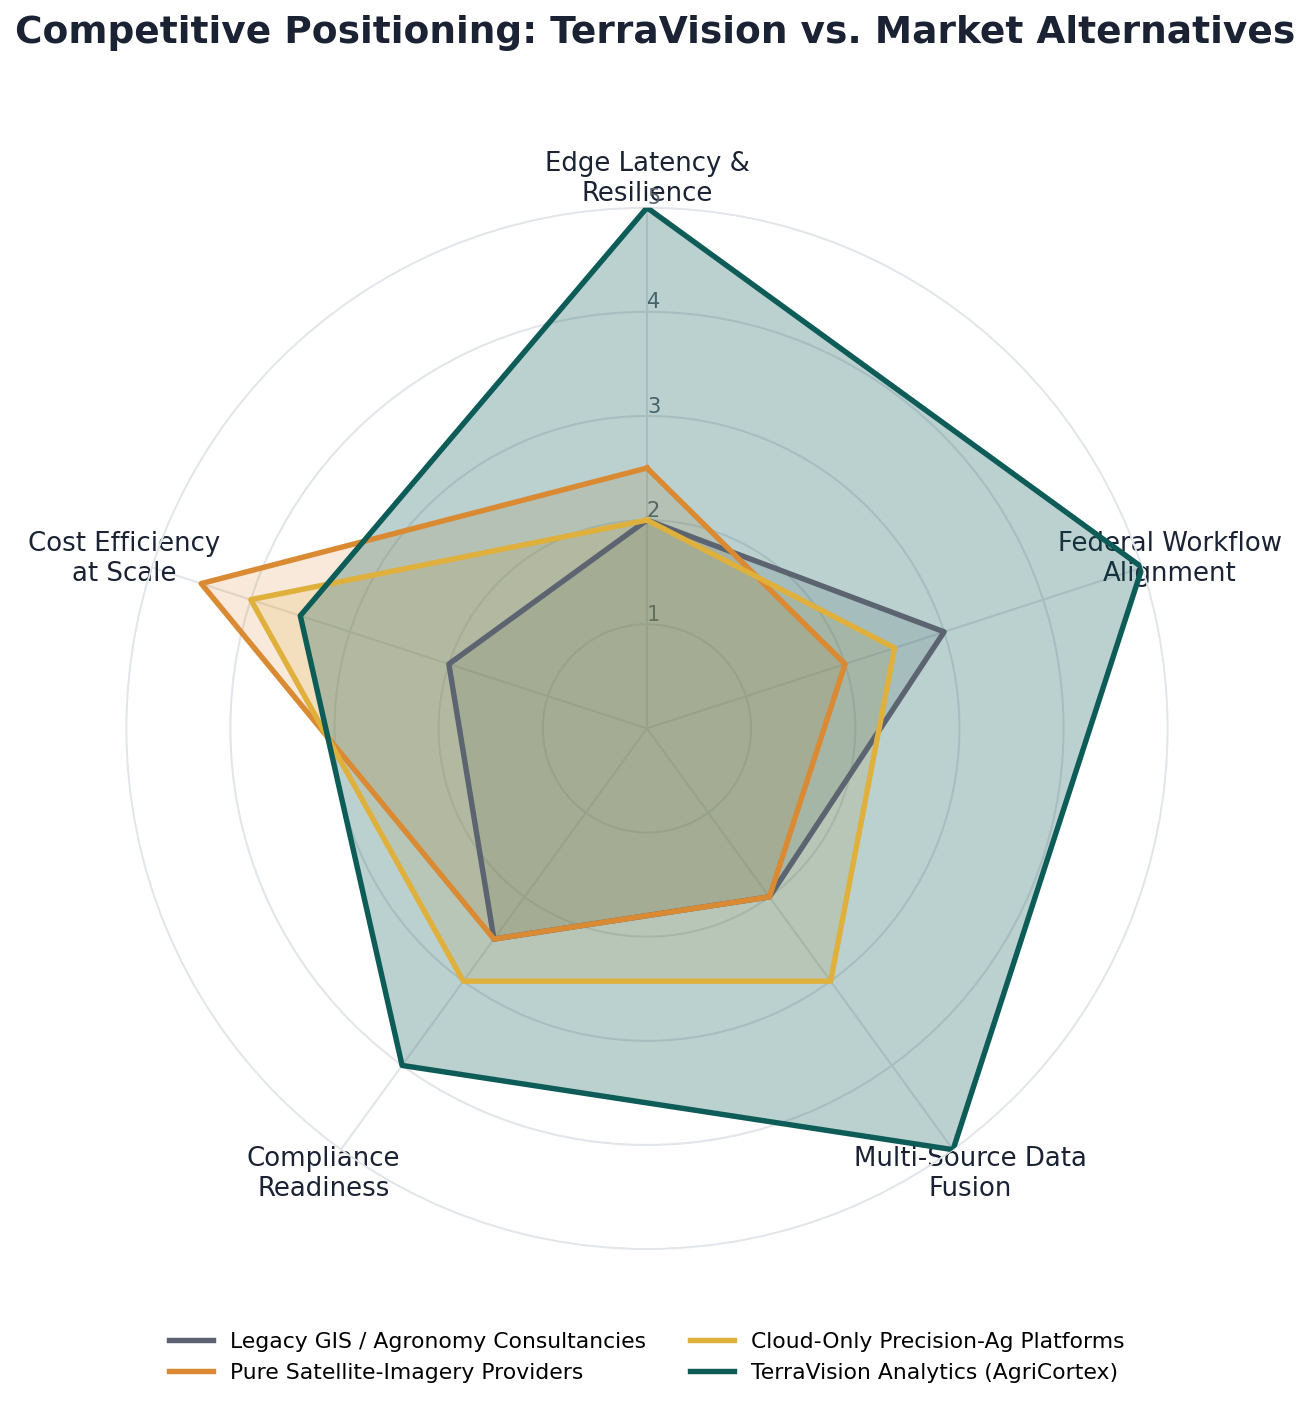 Competitive Positioning: TerraVision vs. Market Alternatives
Edge Latency &
Resilience
5
4
3
2
1
Federal Workflow
Alignment
Cost Efficiency
at Scale
Compliance
Readiness
Multi-Source Data
Fusion
Legacy GIS / Agronomy Consultancies
Pure Satellite-Imagery Providers
Cloud-Only Precision-Ag Platforms
TerraVision Analytics (AgriCortex)